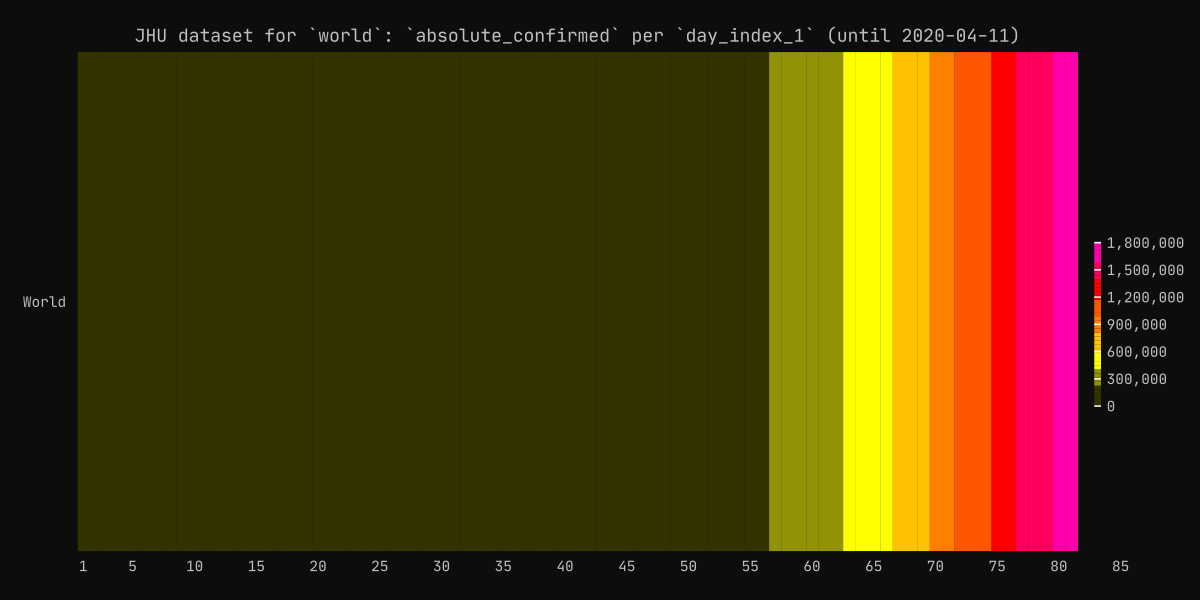 JHU dataset for `world`: `absolute_confirmed` per `day_index_1` (until 2020-04-11)
World
1,800,000
1,500,000
1,200,000
900,000
600,000
300,000
0
1 5 10 15 20 25 30 35 40 45 50 55 60 65 70 75 80 85